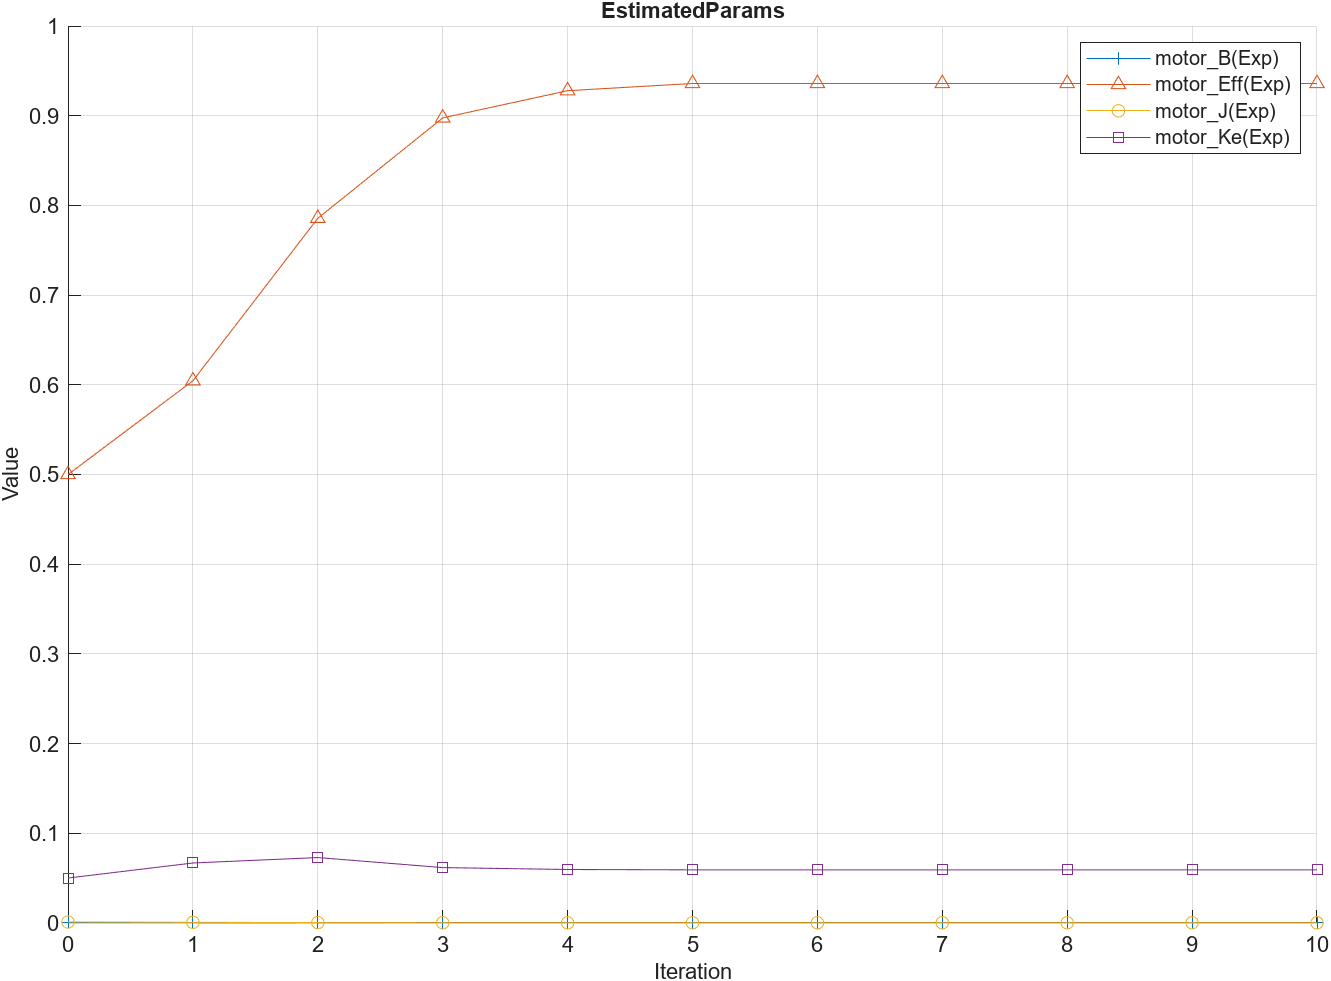 EstimatedParams
1
0.9
0.8
0.7
0.6
0.5
0.4
0.3
0.2
0.1
0
Value
motor_B(Exp)
motor_Eff(Exp)
motor_J(Exp)
motor_Ke(Exp)
0 1 2 3 4 5 6 7 8 9 10
Iteration